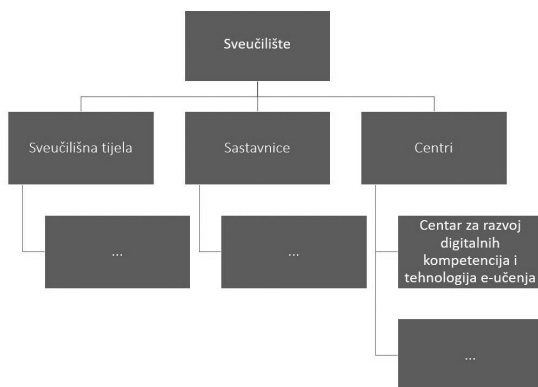 Sveučilište
Sveučilišna tijela
Sastavnice
Centri
...
...
Centar za razvoj
digitalnih
kompetencija i
tehnologija e-učenja
...